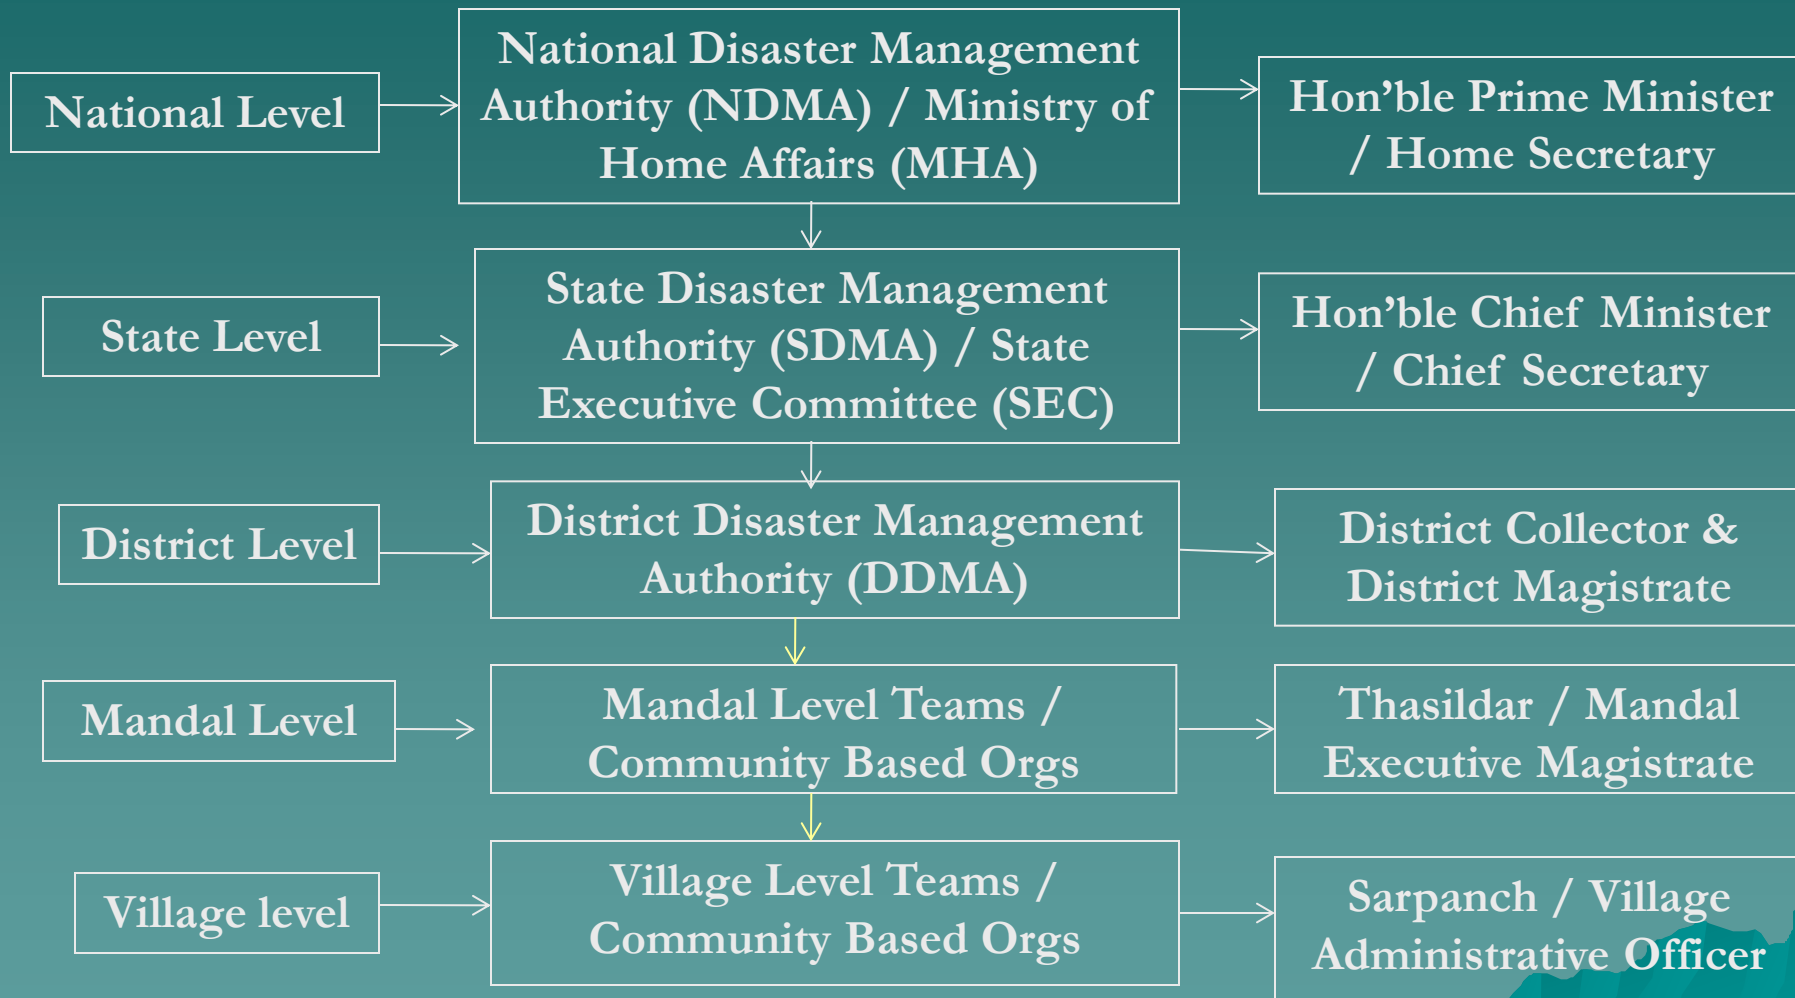 National Level
National Disaster Management
Authority (NDMA) / Ministry of
Home Affairs (MHA)
Hon’ble Prime Minister
/ Home Secretary
State Level
State Disaster Management
Authority (SDMA) / State
Executive Committee (SEC)
Hon’ble Chief Minister
/ Chief Secretary
District Level
District Disaster Management
Authority (DDMA)
District Collector &
District Magistrate
Mandal Level
Mandal Level Teams /
Community Based Orgs
Thasildar / Mandal
Executive Magistrate
Village level
Village Level Teams /
Community Based Orgs
Sarpanch / Village
Administrative Officer